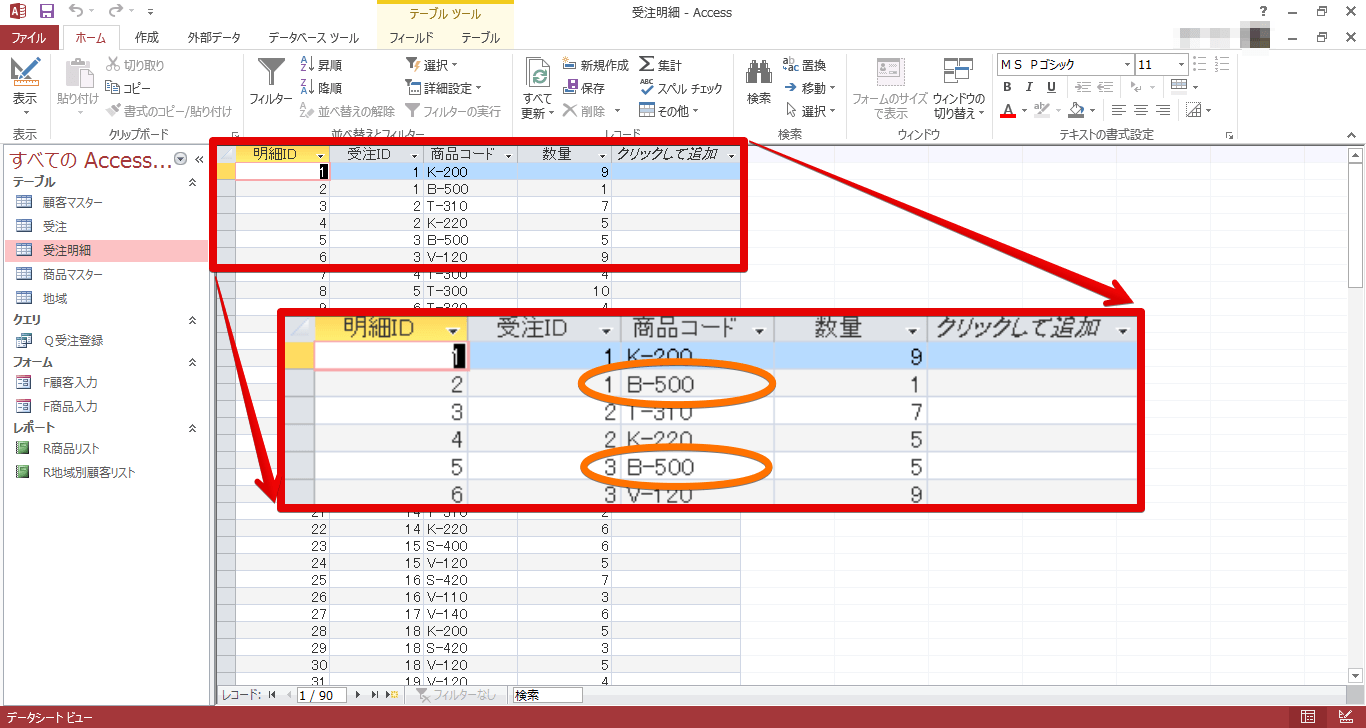 テーブル ツール
受注明細 - Access
ファイル ホーム 作成 外部データ データベース ツール フィールド テーブル
切り取り 昇順 選択 新規作成 集計 置換 MS Pゴシック 11
コピー 降順 詳細設定 保存 スペル チェック 移動
書式のコピー/貼り付け 並べ替えの解除 フィルターの実行 削除 その他 選択
表示 貼り付け フィルター すべて更新 検索 フォームのサイズで表示 ウィンドウの切り替え
表示 クリップボード 並べ替えとフィルター レコード 検索 ウィンドウ テキストの書式設定
すべての Access...
テーブル
顧客マスター
受注
受注明細
商品マスター
地域
クエリ
Q受注登録
フォーム
F顧客入力
F商品入力
レポート
R商品リスト
R地域別顧客リスト
明細ID 受注ID 商品コード 数量 クリックして追加
1 1 K-200 9
2 1 B-500 1
3 2 T-310 7
4 2 K-220 5
5 3 B-500 5
6 3 V-120 9
7 4 T-300 4
8 5 T-300 10
9 6 T-320 4
明細ID 受注ID 商品コード 数量 クリックして追加
1 1 K-200 9
2 1 B-500 1
3 2 T-310 7
4 2 K-220 5
5 3 B-500 5
6 3 V-120 9
21 14 T-310 2
22 14 K-220 6
23 15 S-400 6
24 15 V-120 5
25 16 S-420 7
26 16 V-110 3
27 17 V-140 6
28 18 K-200 5
29 18 S-420 3
30 18 V-120 5
31 19 V-120 4
レコード: 1 / 90 フィルターなし 検索
データシート ビュー